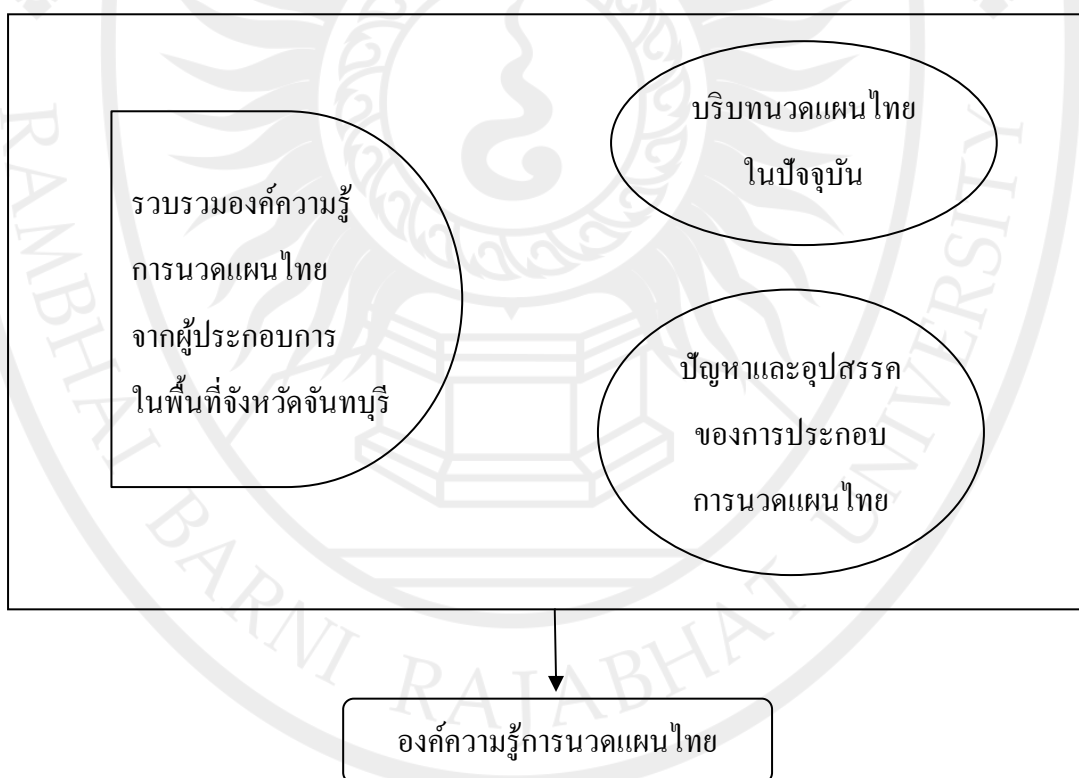 รวบรวมองค์ความรู้
การนวดแผนไทย
จากผู้ประกอบการ
ในพื้นที่จังหวัดจันทบุรี
บริบทนวดแผนไทย
ในปัจจุบัน
ปัญหาและอุปสรรค
ของการประกอบ
การนวดแผนไทย
องค์ความรู้การนวดแผนไทย
RAMBHAI BARNI RAJABHAT UNIVERSITY